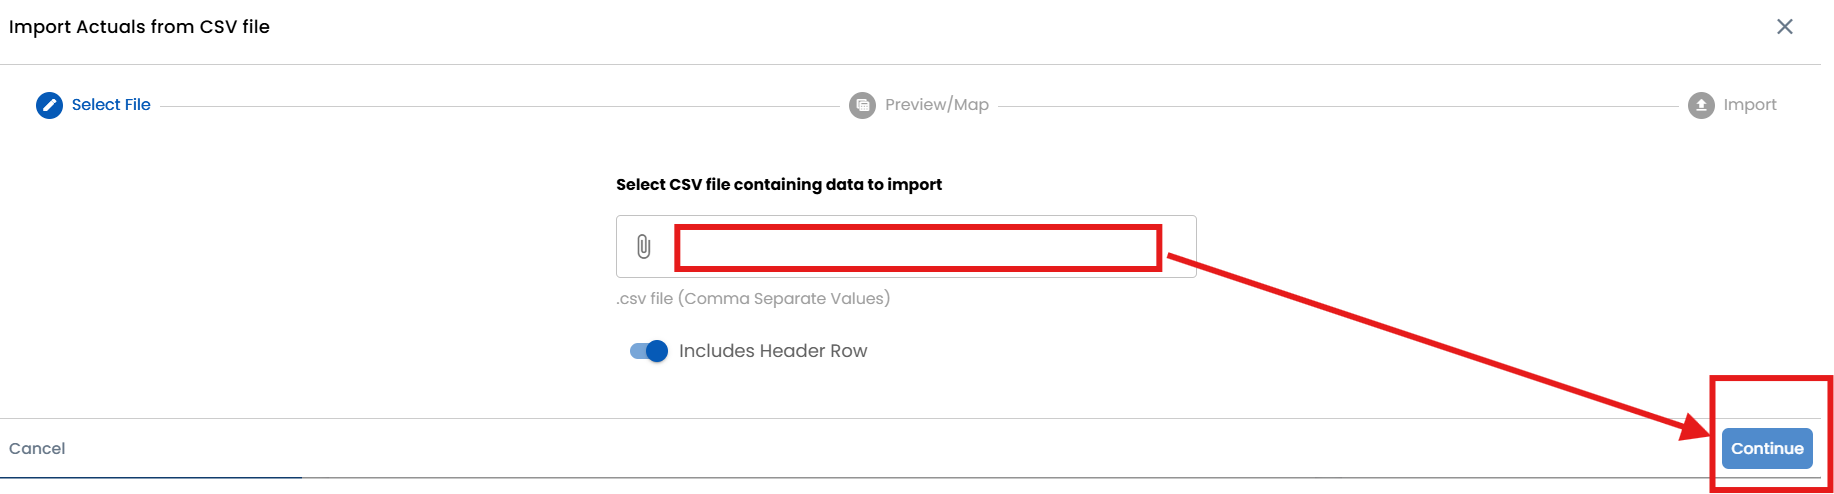 Import Actuals from CSV file
Select File
Preview/Map
Import
Select CSV file containing data to import
.csv file (Comma Separate Values)
Includes Header Row
Cancel
Continue